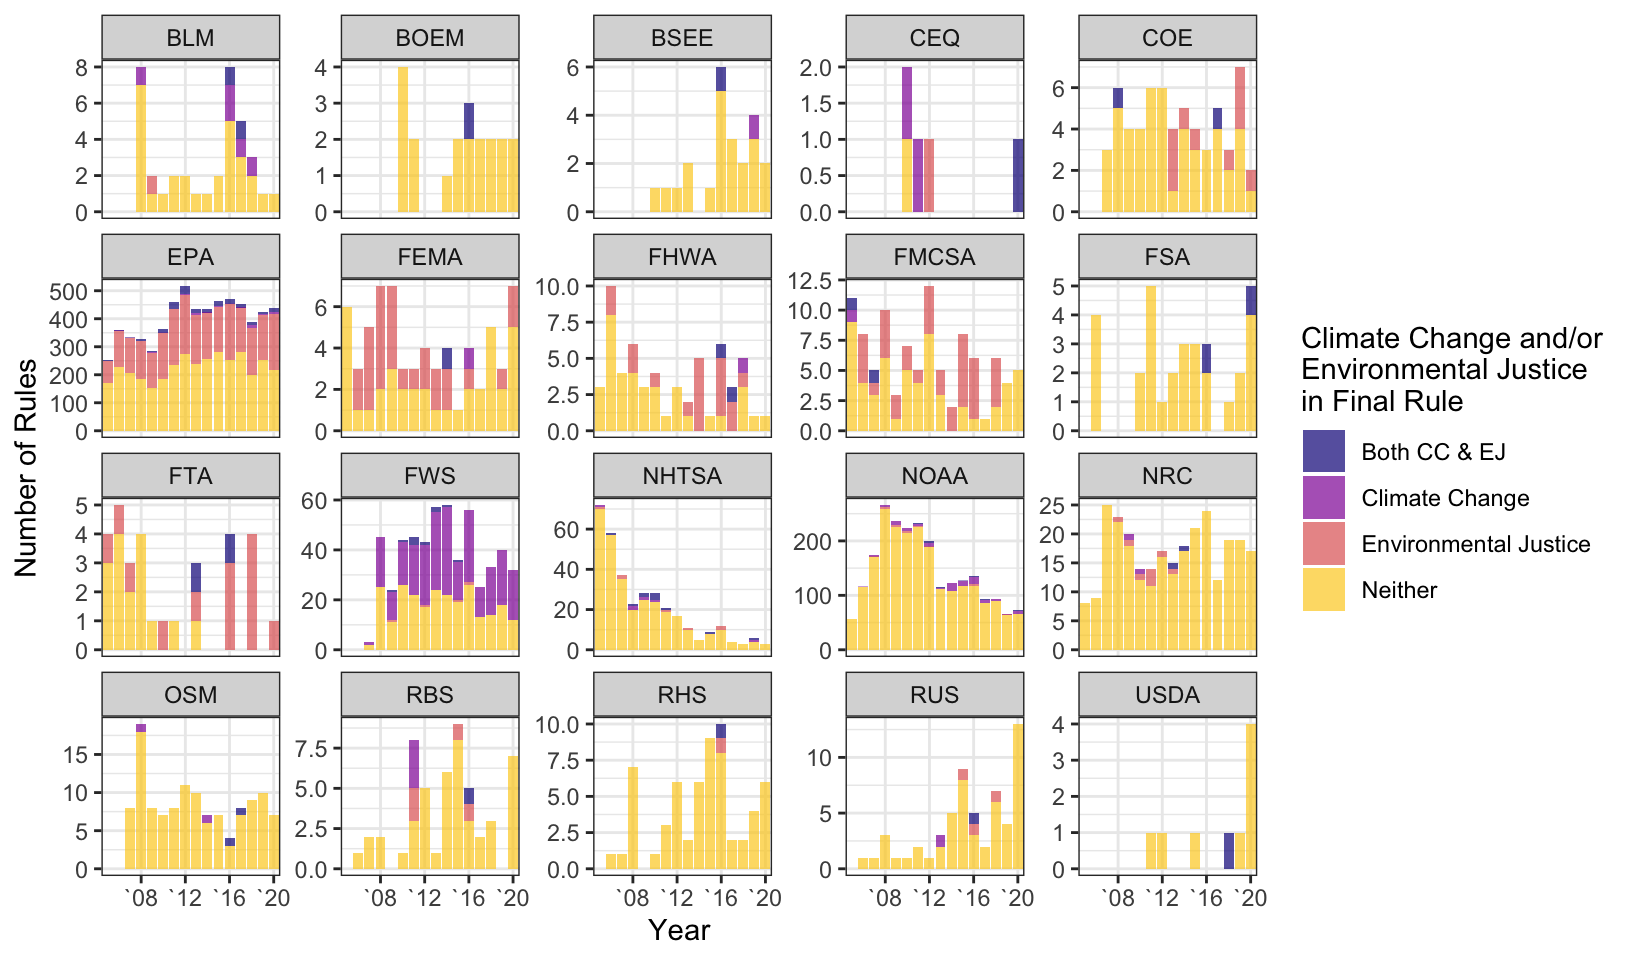 BLM BOEM BSEE CEQ COE
8 6 4 2 0
4 3 2 1 0
6 4 2 0
2.0 1.5 1.0 0.5 0.0
6 4 2 0
EPA FEMA FHWA FMCSA FSA
500 400 300 200 100 0
6 4 2 0
10.0 7.5 5.0 2.5 0.0
12.5 10.0 7.5 5.0 2.5 0.0
5 4 3 2 1 0
FTA FWS NHTSA NOAA NRC
5 4 3 2 1 0
60 40 20 0
60 40 20 0
200 100 0
25 20 15 10 5 0
OSM RBS RHS RUS USDA
15 10 5 0
7.5 5.0 2.5 0.0
10.0 7.5 5.0 2.5 0.0
10 5 0
4 3 2 1 0
`08 `12 `16 `20 `08 `12 `16 `20 `08 `12 `16 `20 `08 `12 `16 `20 `08 `12 `16 `20
Year
Number of Rules
Climate Change and/or
Environmental Justice
in Final Rule
Both CC & EJ
Climate Change
Environmental Justice
Neither